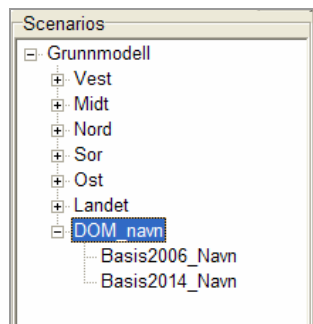 Scenarios
Grunnmodell
Vest
Midt
Nord
Sor
Ost
Landet
DOM_navn
Basis2006_Navn
Basis2014_Navn